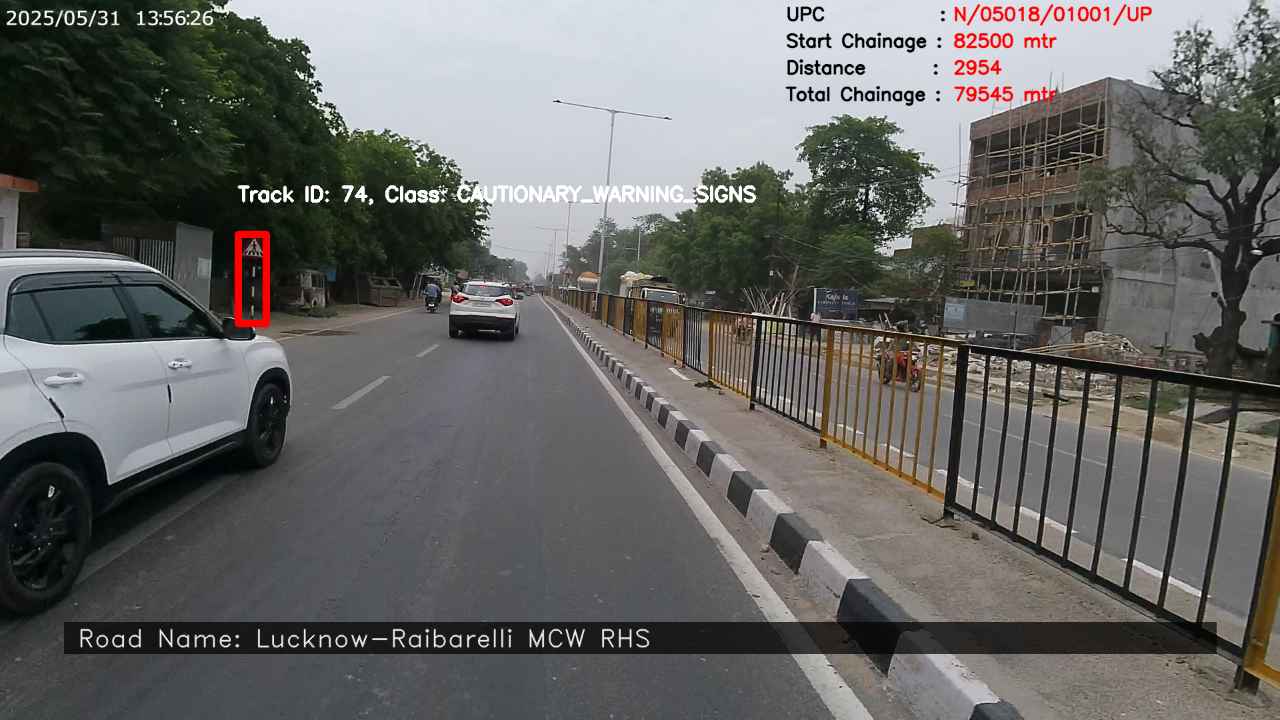 2025/05/31 13:56:26
UPC : N/05018/01001/UP
Start Chainage : 82500 mtr
Distance : 2954
Total Chainage : 79545 mtr
Track ID: 74, Class: CAUTIONARY_WARNING_SIGNS
Road Name: Lucknow-Raibarelli MCW RHS